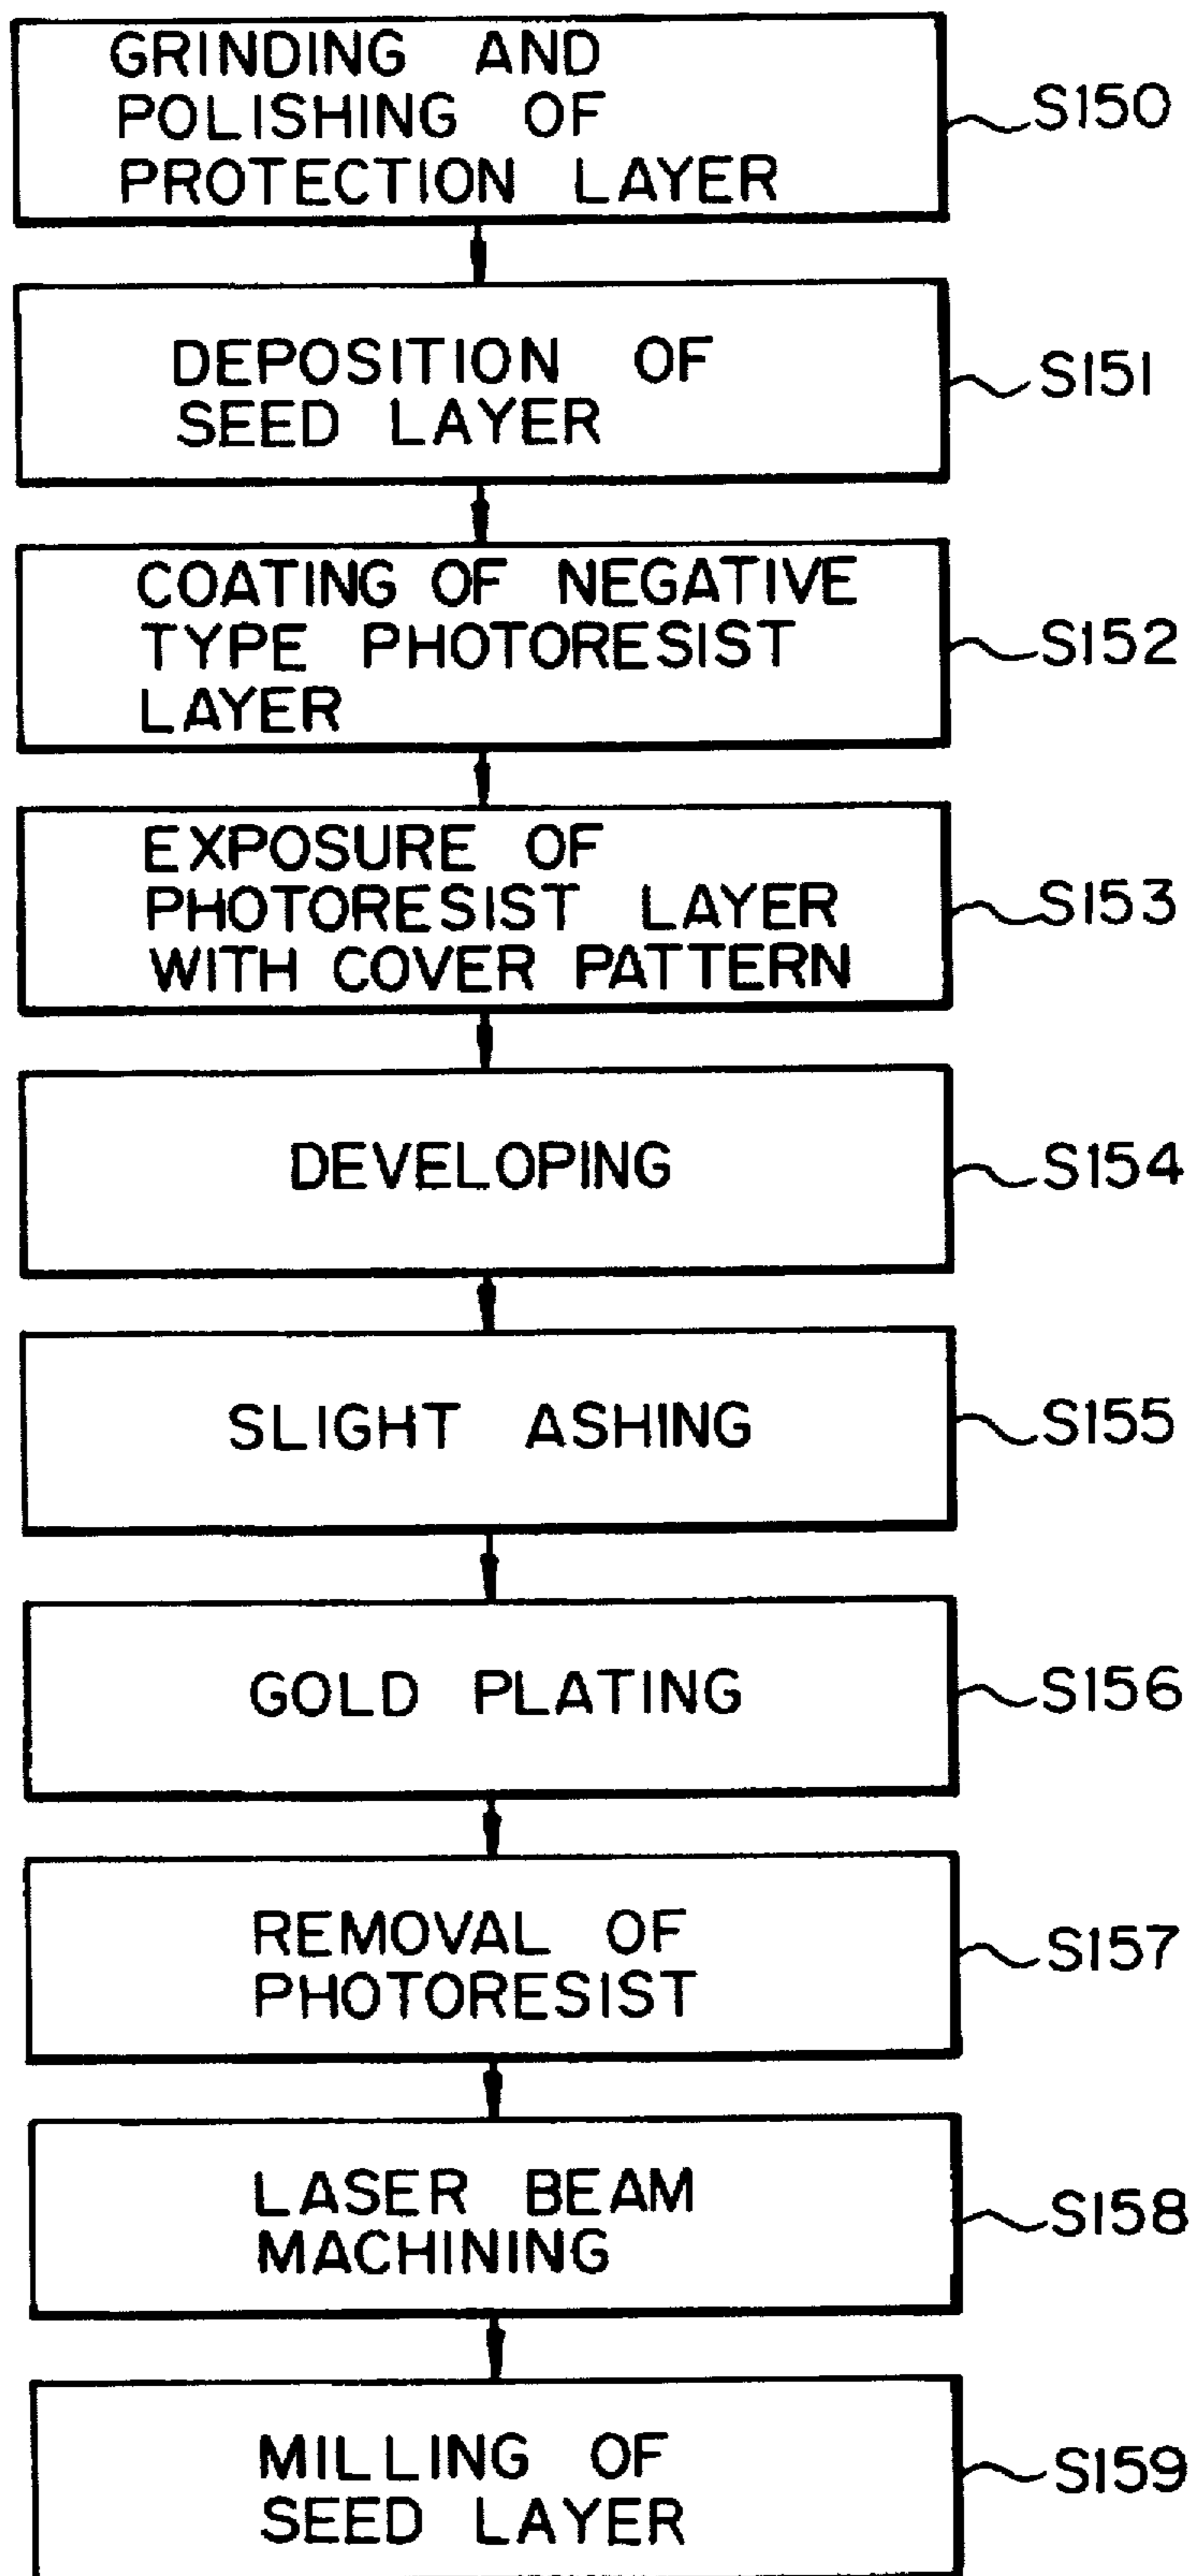 GRINDING AND
POLISHING OF
PROTECTION LAYER
S150
DEPOSITION OF
SEED LAYER
S151
COATING OF NEGATIVE
TYPE PHOTORESIST
LAYER
S152
EXPOSURE OF
PHOTORESIST LAYER
WITH COVER PATTERN
S153
DEVELOPING
S154
SLIGHT ASHING
S155
GOLD PLATING
S156
REMOVAL OF
PHOTORESIST
S157
LASER BEAM
MACHINING
S158
MILLING OF
SEED LAYER
S159